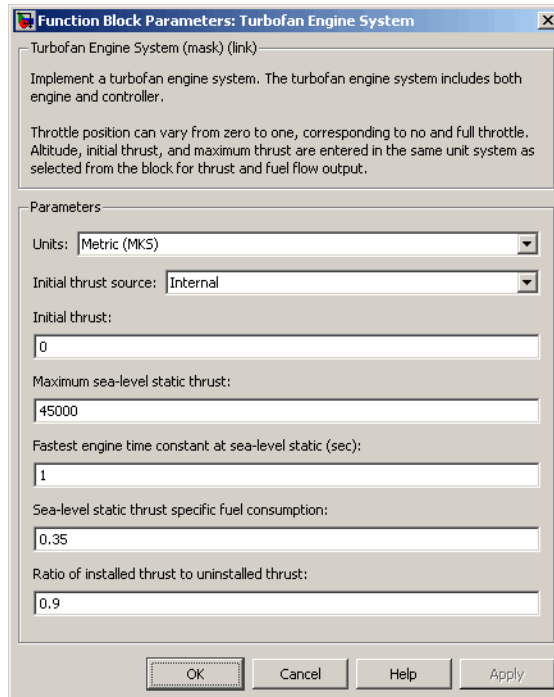 Function Block Parameters: Turbofan Engine System
Turbofan Engine System (mask) (link)
Implement a turbofan engine system. The turbofan engine system includes both
engine and controller.
Throttle position can vary from zero to one, corresponding to no and full throttle.
Altitude, initial thrust, and maximum thrust are entered in the same unit system as
selected from the block for thrust and fuel flow output.
Parameters
Units: Metric (MKS)
Initial thrust source: Internal
Initial thrust:
0
Maximum sea-level static thrust:
45000
Fastest engine time constant at sea-level static (sec):
1
Sea-level static thrust specific fuel consumption:
0.35
Ratio of installed thrust to uninstalled thrust:
0.9
OK Cancel Help Apply